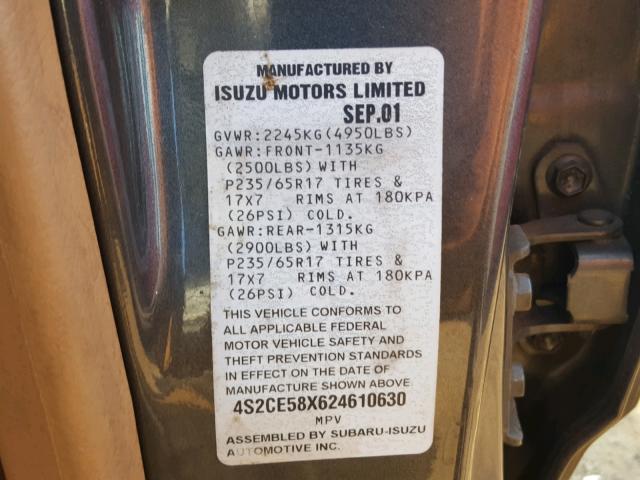 MANUFACTURED BY
ISUZU MOTORS LIMITED
SEP.01
GVWR:2245KG(4950LBS)
GAWR:FRONT-1135KG
(2500LBS)WITH
P235/65R17 TIRES &
17X7 RIMS AT 180KPA
(26PSI) COLD.
GAWR:REAR-1315KG
(2900LBS)WITH
P235/65R17 TIRES &
17X7 RIMS AT 180KPA
(26PSI) COLD.
THIS VEHICLE CONFORMS TO
ALL APPLICABLE FEDERAL
MOTOR VEHICLE SAFETY AND
THEFT PREVENTION STANDARDS
IN EFFECT ON THE DATE OF
MANUFACTURE SHOWN ABOVE
4S2CE58X624610630
MPV
ASSEMBLED BY SUBARU-ISUZU
AUTOMOTIVE INC.